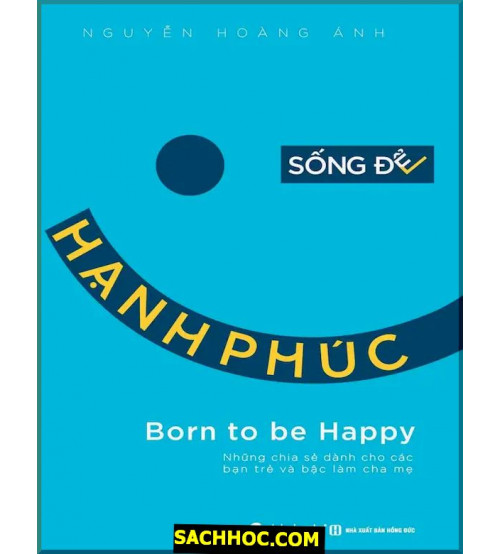 NGUYỄN HOÀNG ÁNH
SỐNG ĐỂ
HẠNH PHÚC
Born to be Happy
Những chia sẻ dành cho các
bạn trẻ và bậc làm cha mẹ
NHÀ XUẤT BẢN HỒNG ĐỨC
SACHHOC.COM